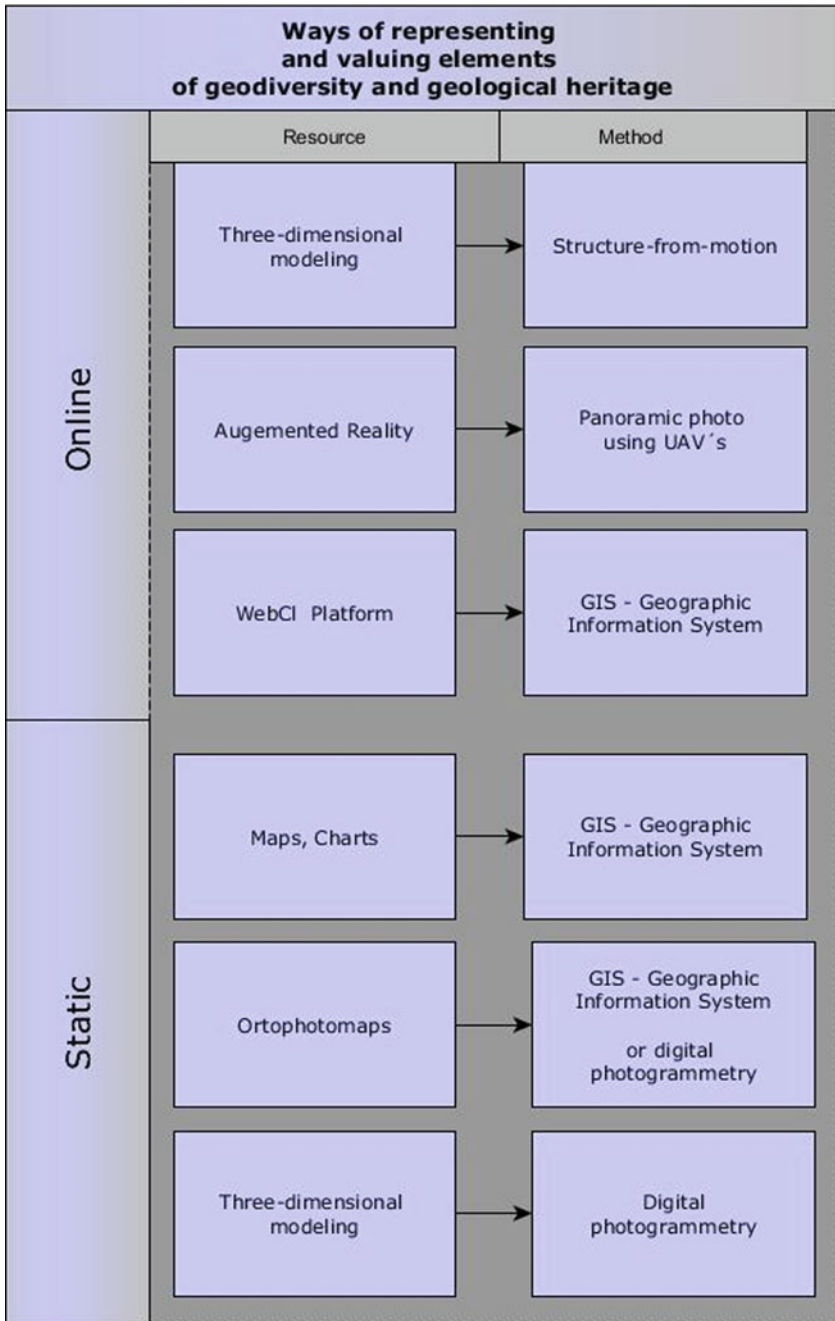 Ways of representing
and valuing elements
of geodiversity and geological heritage
Resource
Method
Online
Three-dimensional
modeling
Structure-from-motion
Augemented Reality
Panoramic photo
using UAV´s
WebCl Platform
GIS - Geographic
Information System
Static
Maps, Charts
GIS - Geographic
Information System
Ortophotomaps
GIS - Geographic
Information System
or digital
photogrammetry
Three-dimensional
modeling
Digital
photogrammetry